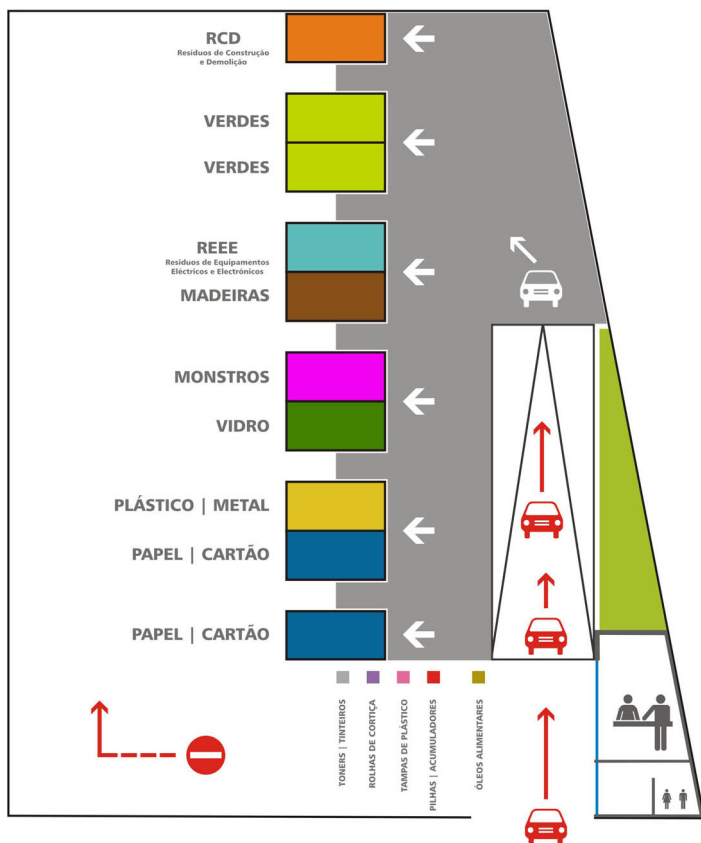 RCD
Resíduos de Construção
e Demolição
VERDES
VERDES
REEE
Resíduos de Equipamentos
Eléctricos e Electrónicos
MADEIRAS
MONSTROS
VIDRO
PLÁSTICO | METAL
PAPEL | CARTÃO
PAPEL | CARTÃO
TONERS | TINTEIROS
ROLHAS DE CORTIÇA
TAMPAS DE PLÁSTICO
PILHAS | ACUMULADORES
ÓLEOS ALIMENTARES